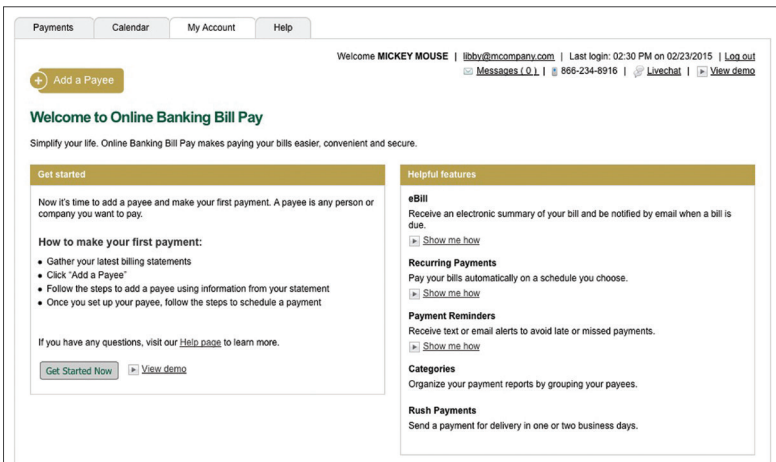 Payments Calendar My Account Help
Welcome MICKEY MOUSE | libby@mcompany.com | Last login: 02:30 PM on 02/23/2015 | Log out
Messages ( 0 ) | 866-234-8916 | Livechat | View demo
+ Add a Payee
Welcome to Online Banking Bill Pay
Simplify your life. Online Banking Bill Pay makes paying your bills easier, convenient and secure.
Get started
Now it's time to add a payee and make your first payment. A payee is any person or
company you want to pay.
How to make your first payment:
• Gather your latest billing statements
• Click "Add a Payee"
• Follow the steps to add a payee using information from your statement
• Once you set up your payee, follow the steps to schedule a payment
If you have any questions, visit our Help page to learn more.
Get Started Now View demo
Helpful features
eBill
Receive an electronic summary of your bill and be notified by email when a bill is
due.
Show me how
Recurring Payments
Pay your bills automatically on a schedule you choose.
Show me how
Payment Reminders
Receive text or email alerts to avoid late or missed payments.
Show me how
Categories
Organize your payment reports by grouping your payees.
Rush Payments
Send a payment for delivery in one or two business days.